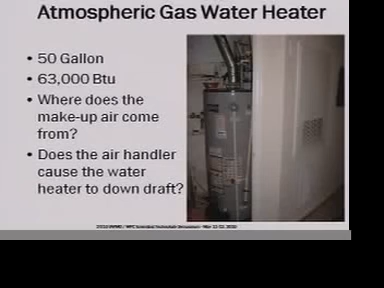 Atmospheric Gas Water Heater
• 50 Gallon
• 63,000 Btu
• Where does the
make-up air come
from?
• Does the air handler
cause the water
heater to down draft?